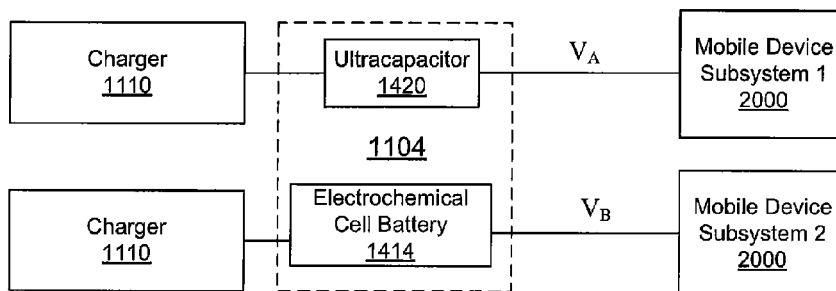 Charger
1110
Ultracapacitor
1420
V_A
Mobile Device
Subsystem 1
2000
1104
Charger
1110
Electrochemical
Cell Battery
1414
V_B
Mobile Device
Subsystem 2
2000